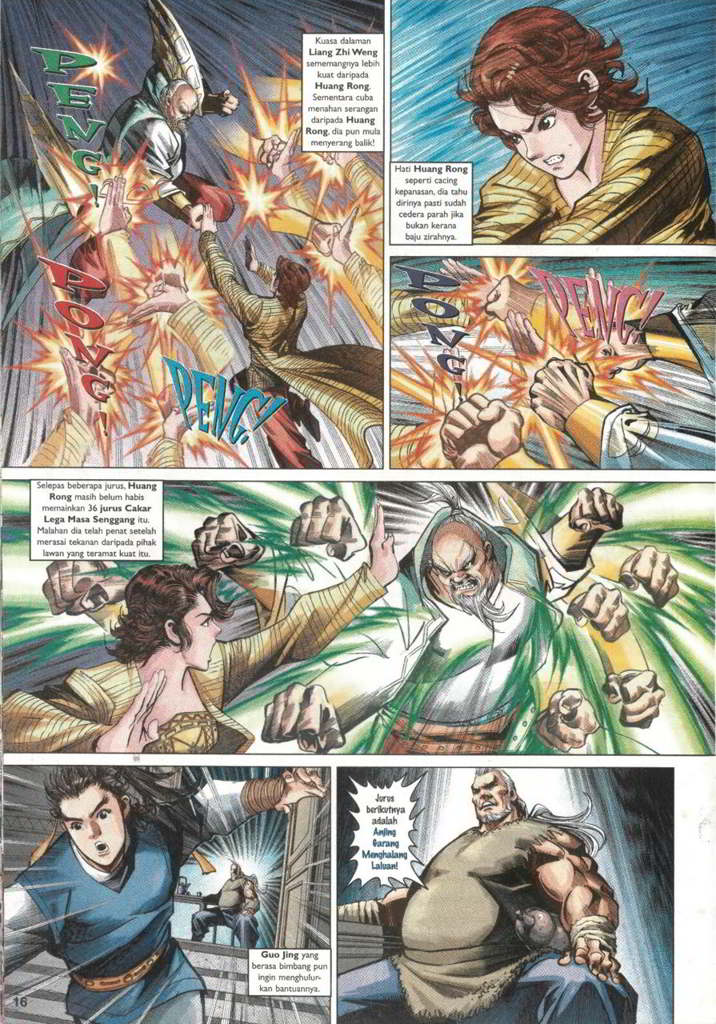 PENG!
Kuasa dalaman
Liang Zhi Weng
sememangnya lebih
kuat daripada
Huang Rong.
Sementara cuba
menahan serangan
daripada Huang
Rong, dia pun mula
menyerang balik!
PONG!
PENG!
Hati Huang Rong
seperti cacing
kepanasan, dia tahu
dirinya pasti sudah
cedera parah jika
bukan kerana
baju zirahnya.
PONG!
PENG!
Selepas beberapa jurus, Huang
Rong masih belum habis
memainkan 36 jurus Cakar
Lega Masa Senggang itu.
Malahan dia telah penat setelah
merasai tekanan daripada pihak
lawan yang teramat kuat itu.
Guo Jing yang
berasa bimbang pun
ingin menghulur-
kan bantuannya.
Jurus
berikutnya
adalah
Anjing
Garang
Menghalang
Laluan!
16